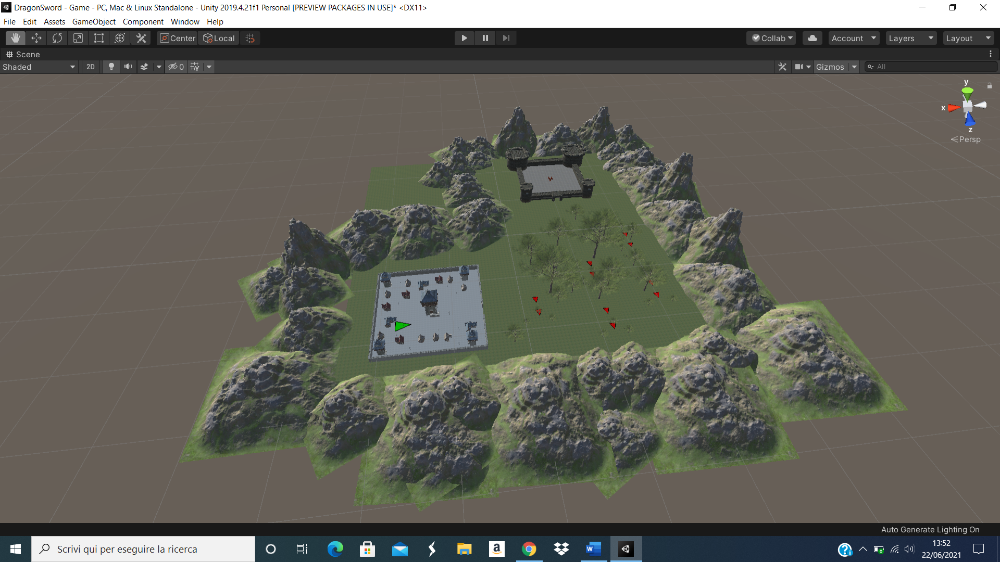 DragonSword - Game - PC, Mac & Linux Standalone - Unity 2019.4.21f1 Personal [PREVIEW PACKAGES IN USE]* <DX11>
File Edit Assets GameObject Component Window Help
Center Local Collab Account Layers Layout
Scene
Shaded 2D 0 Gizmos All
y
x
z
Persp
Auto Generate Lighting On
Scrivi qui per eseguire la ricerca
13:52
22/06/2021